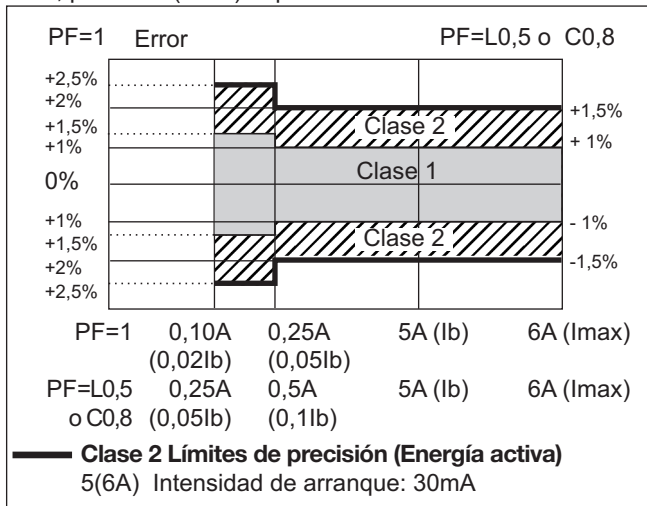 PF=1 Error PF=L0,5 o C0,8
+2,5%
+2%
+1,5%
+1%
0%
+1%
+1,5%
+2%
+2,5%
Clase 2
Clase 1
Clase 2
+1,5%
+ 1%
- 1%
-1,5%
PF=1 0,10A 0,25A 5A (Ib) 6A (Imax)
(0,02Ib) (0,05Ib)
PF=L0,5 0,25A 0,5A 5A (Ib) 6A (Imax)
o C0,8 (0,05Ib) (0,1Ib)
Clase 2 Límites de precisión (Energía activa)
5(6A) Intensidad de arranque: 30mA